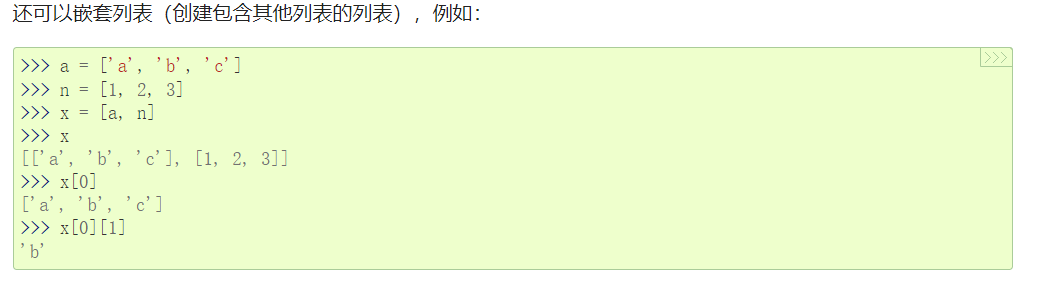 还可以嵌套列表（创建包含其他列表的列表），例如：
>>>
>>> a = ['a', 'b', 'c']
>>> n = [1, 2, 3]
>>> x = [a, n]
>>> x
[['a', 'b', 'c'], [1, 2, 3]]
>>> x[0]
['a', 'b', 'c']
>>> x[0][1]
'b'